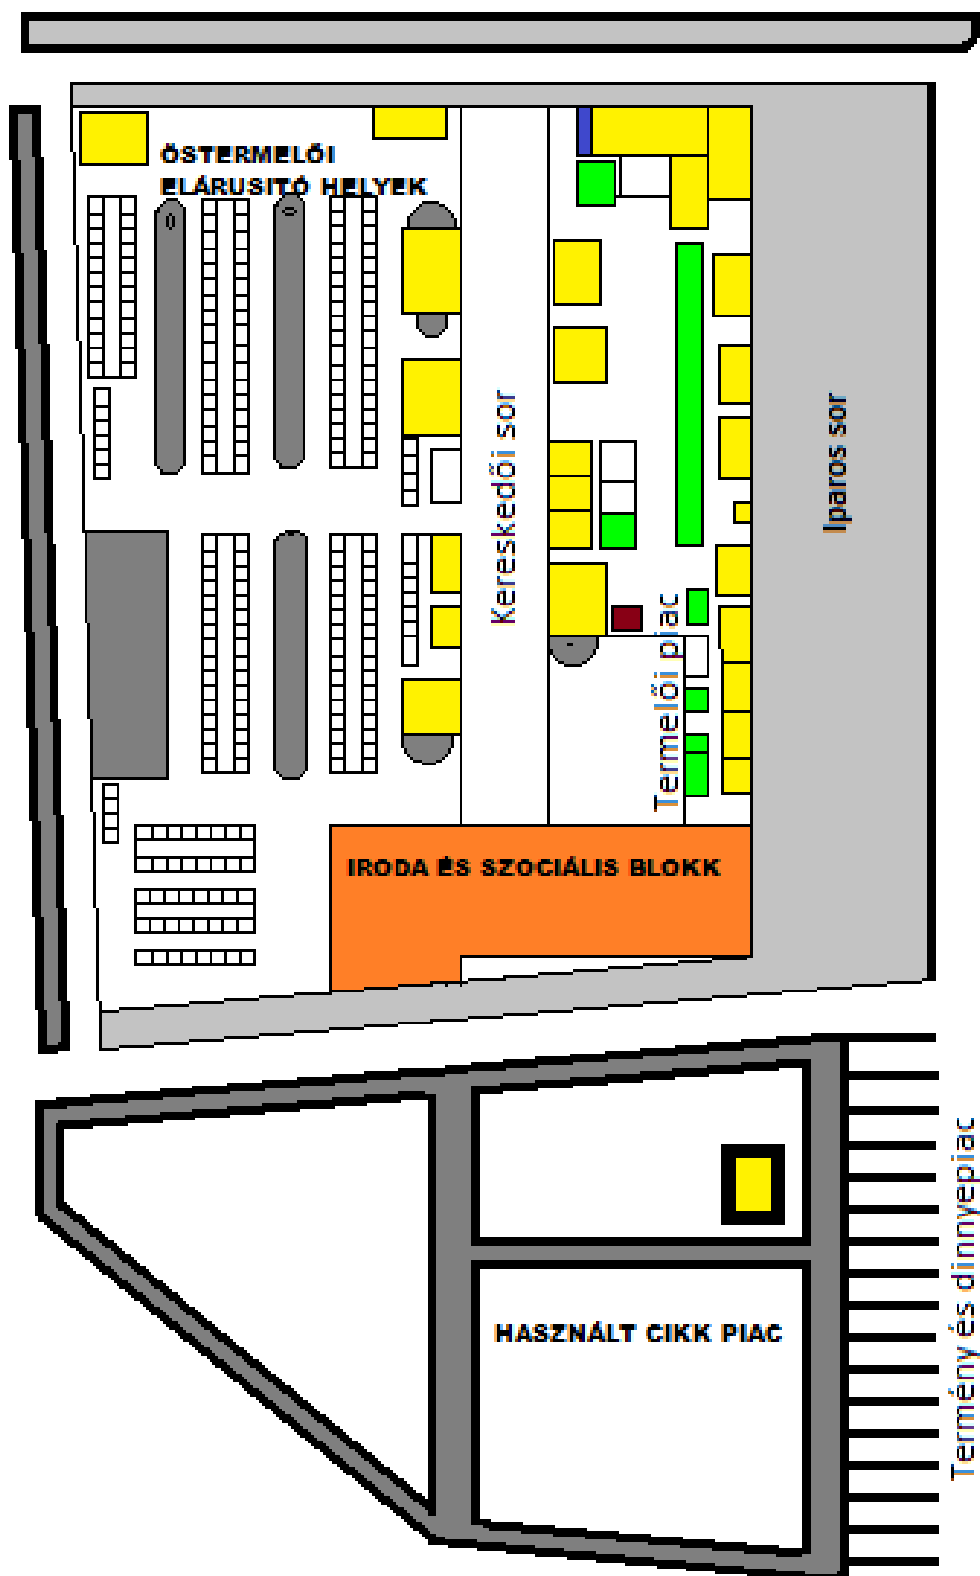 ŐSTERMELŐI
ELÁRUSITÓ HELYEK
Kereskedői sor
Iparos sor
Termelői piac
IRODA ÉS SZOCIÁLIS BLOKK
HASZNÁLT CIKK PIAC
Termény és dinnyepiac